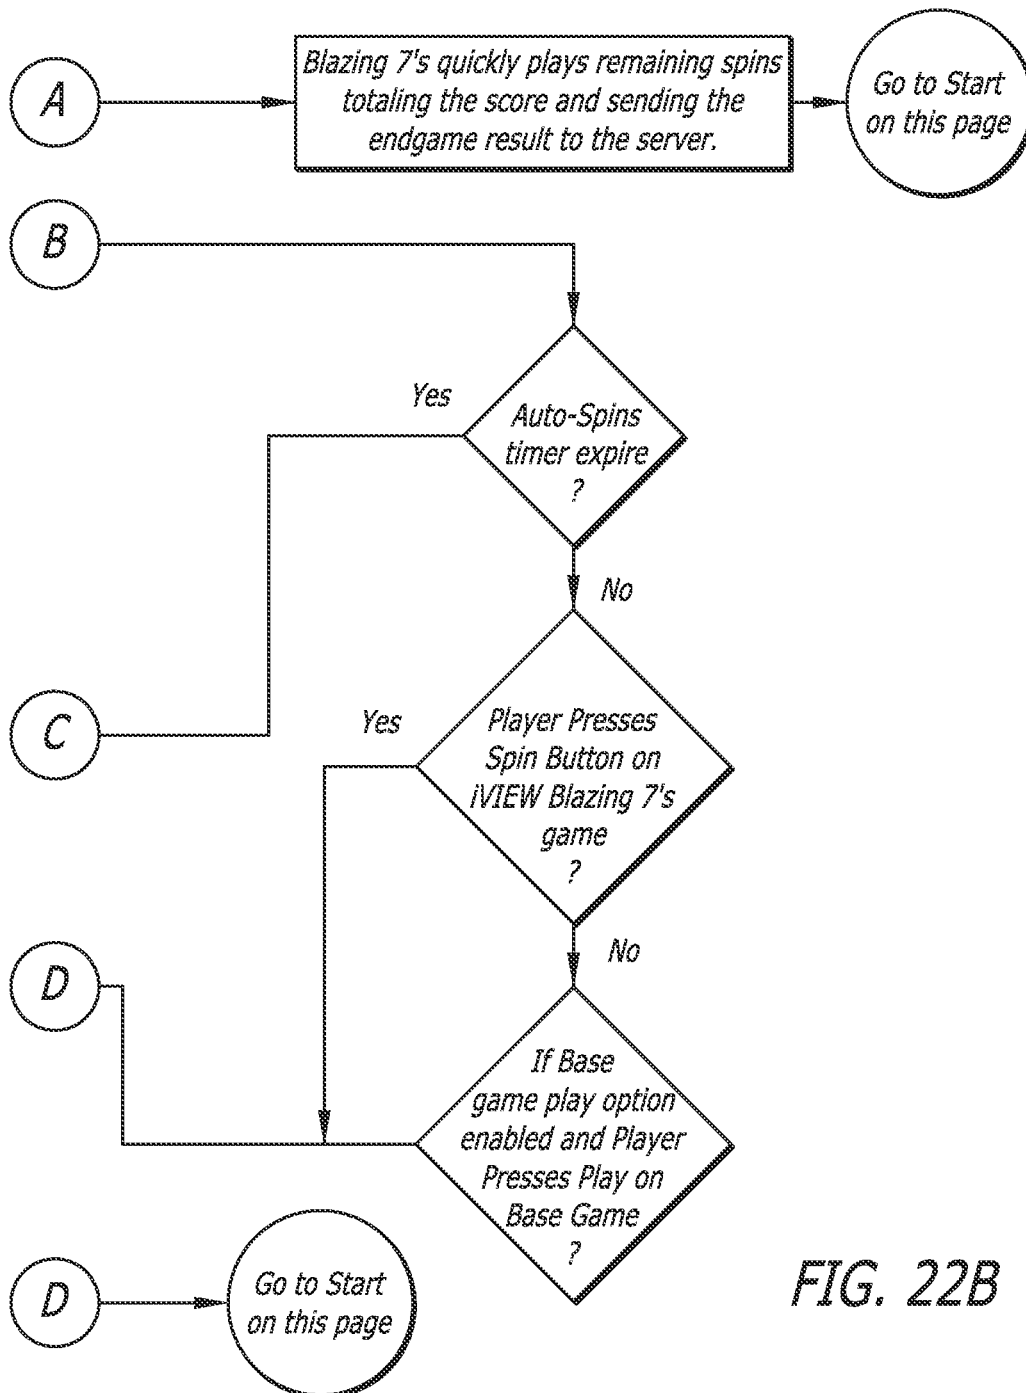 A
Blazing 7's quickly plays remaining spins
totaling the score and sending the
endgame result to the server.
Go to Start
on this page
B
Yes
Auto-Spins
timer expire
?
No
C
Yes
Player Presses
Spin Button on
iVIEW Blazing 7's
game
?
No
D
If Base
game play option
enabled and Player
Presses Play on
Base Game
?
D
Go to Start
on this page
FIG. 22B